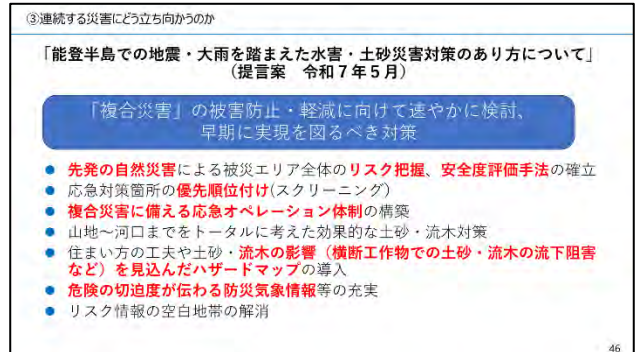 ③連続する災害にどう立ち向かうのか
「能登半島での地震・大雨を踏まえた水害・土砂災害対策のあり方について」
（提言案　令和７年５月）
「複合災害」の被害防止・軽減に向けて速やかに検討、
早期に実現を図るべき対策
● 先発の自然災害による被災エリア全体のリスク把握、安全度評価手法の確立
● 応急対策箇所の優先順位付け(スクリーニング)
● 複合災害に備える応急オペレーション体制の構築
● 山地～河口までをトータルに考えた効果的な土砂・流木対策
● 住まい方の工夫や土砂・流木の影響（横断工作物での土砂・流木の流下阻害
など）を見込んだハザードマップの導入
● 危険の切迫度が伝わる防災気象情報等の充実
● リスク情報の空白地帯の解消
46